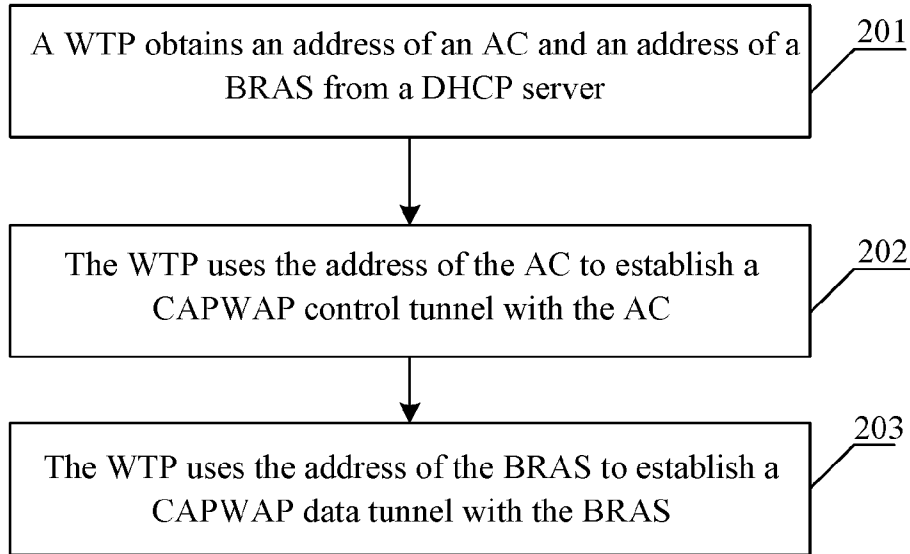 A WTP obtains an address of an AC and an address of a
BRAS from a DHCP server
201
The WTP uses the address of the AC to establish a
CAPWAP control tunnel with the AC
202
The WTP uses the address of the BRAS to establish a
CAPWAP data tunnel with the BRAS
203